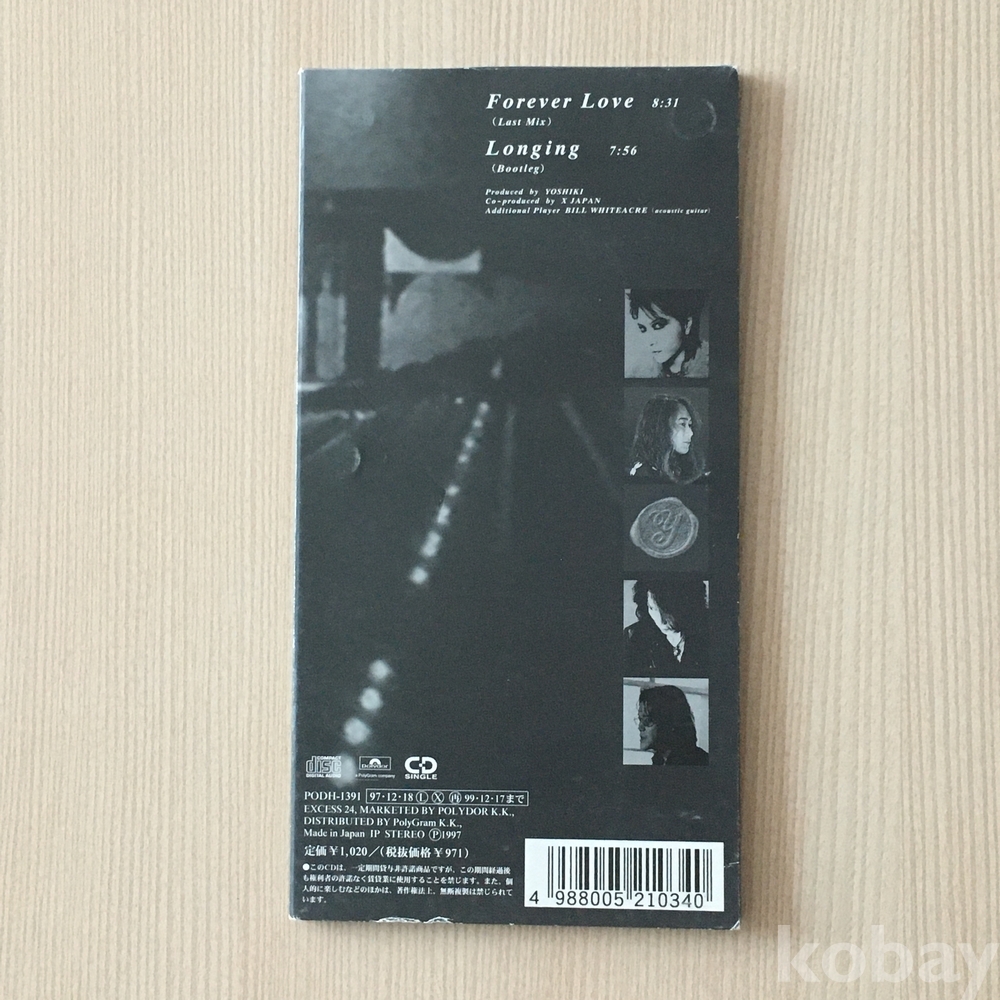 Forever Love 8:31
(Last Mix)
Longing 7:56
(Bootleg)
Produced by YOSHIKI
Co-produced by X JAPAN
Additional Player BILL WHITEACRE (acoustic guitar)
Y
COMPACT
disc
DIGITAL AUDIO
Polydor
a PolyGram company
CD
SINGLE
PODH-1391 97・12・18 Ⓛ Ⓧ ㊢ 99・12・17まで
EXCESS 24, MARKETED BY POLYDOR K.K.,
DISTRIBUTED BY PolyGram K.K.,
Made in Japan IP STEREO Ⓟ1997
定価￥1,020/(税抜価格￥971)
●このCDは、一定期間貸与非許諾商品ですが、この期間経過後
も権利者の許諾なく賃貸業に使用することを禁じます。また、個
人的に楽しむなどのほかは、著作権法上、無断複製は禁じられて
います。
4 988005 210340
kobay